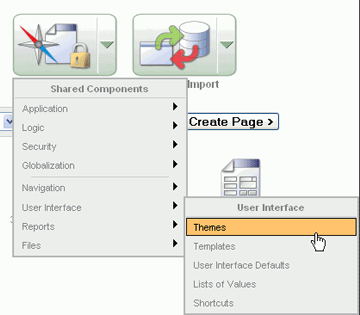 Import
Shared Components
Application
Logic
Security
Globalization
Create Page >
Navigation
User Interface
Reports
Files
User Interface
Themes
Templates
User Interface Defaults
Lists of Values
Shortcuts